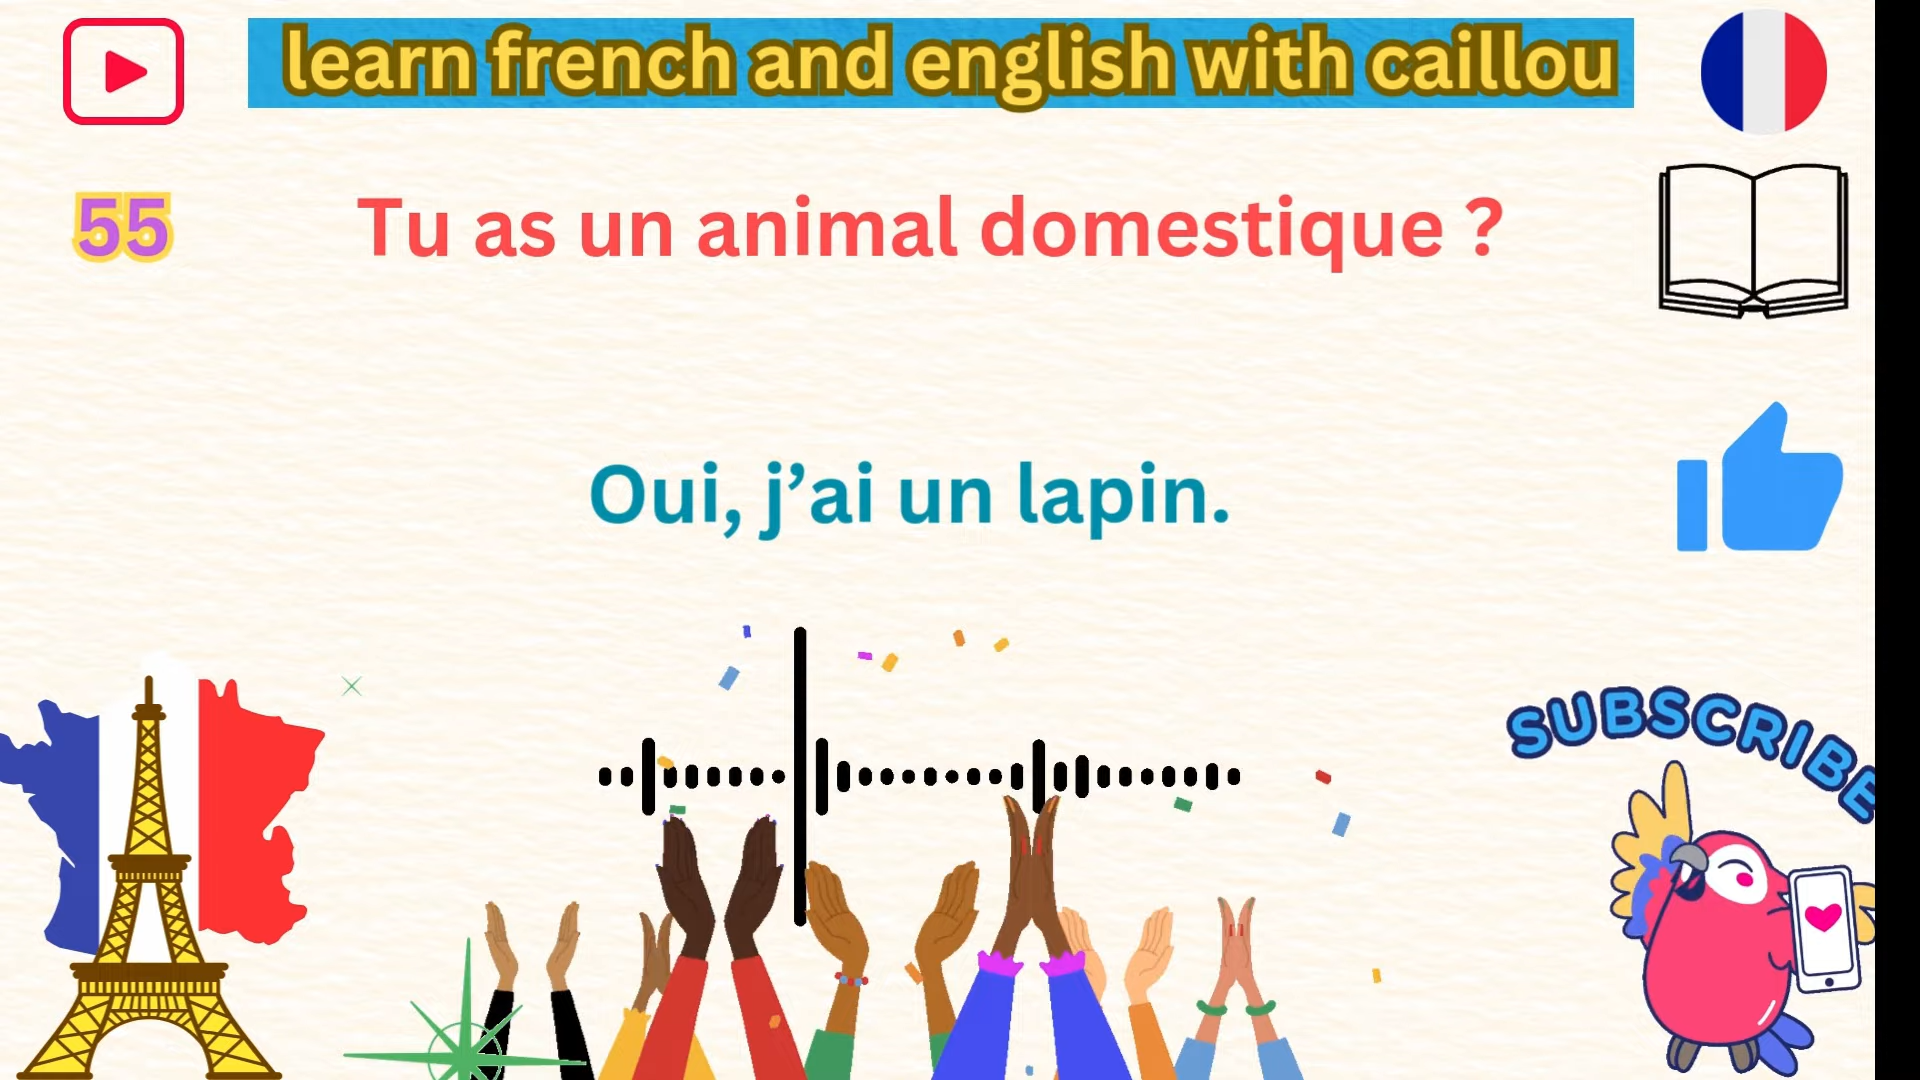 learn french and english with caillou
55
Tu as un animal domestique ?
Oui, j’ai un lapin.
SUBSCRIBE